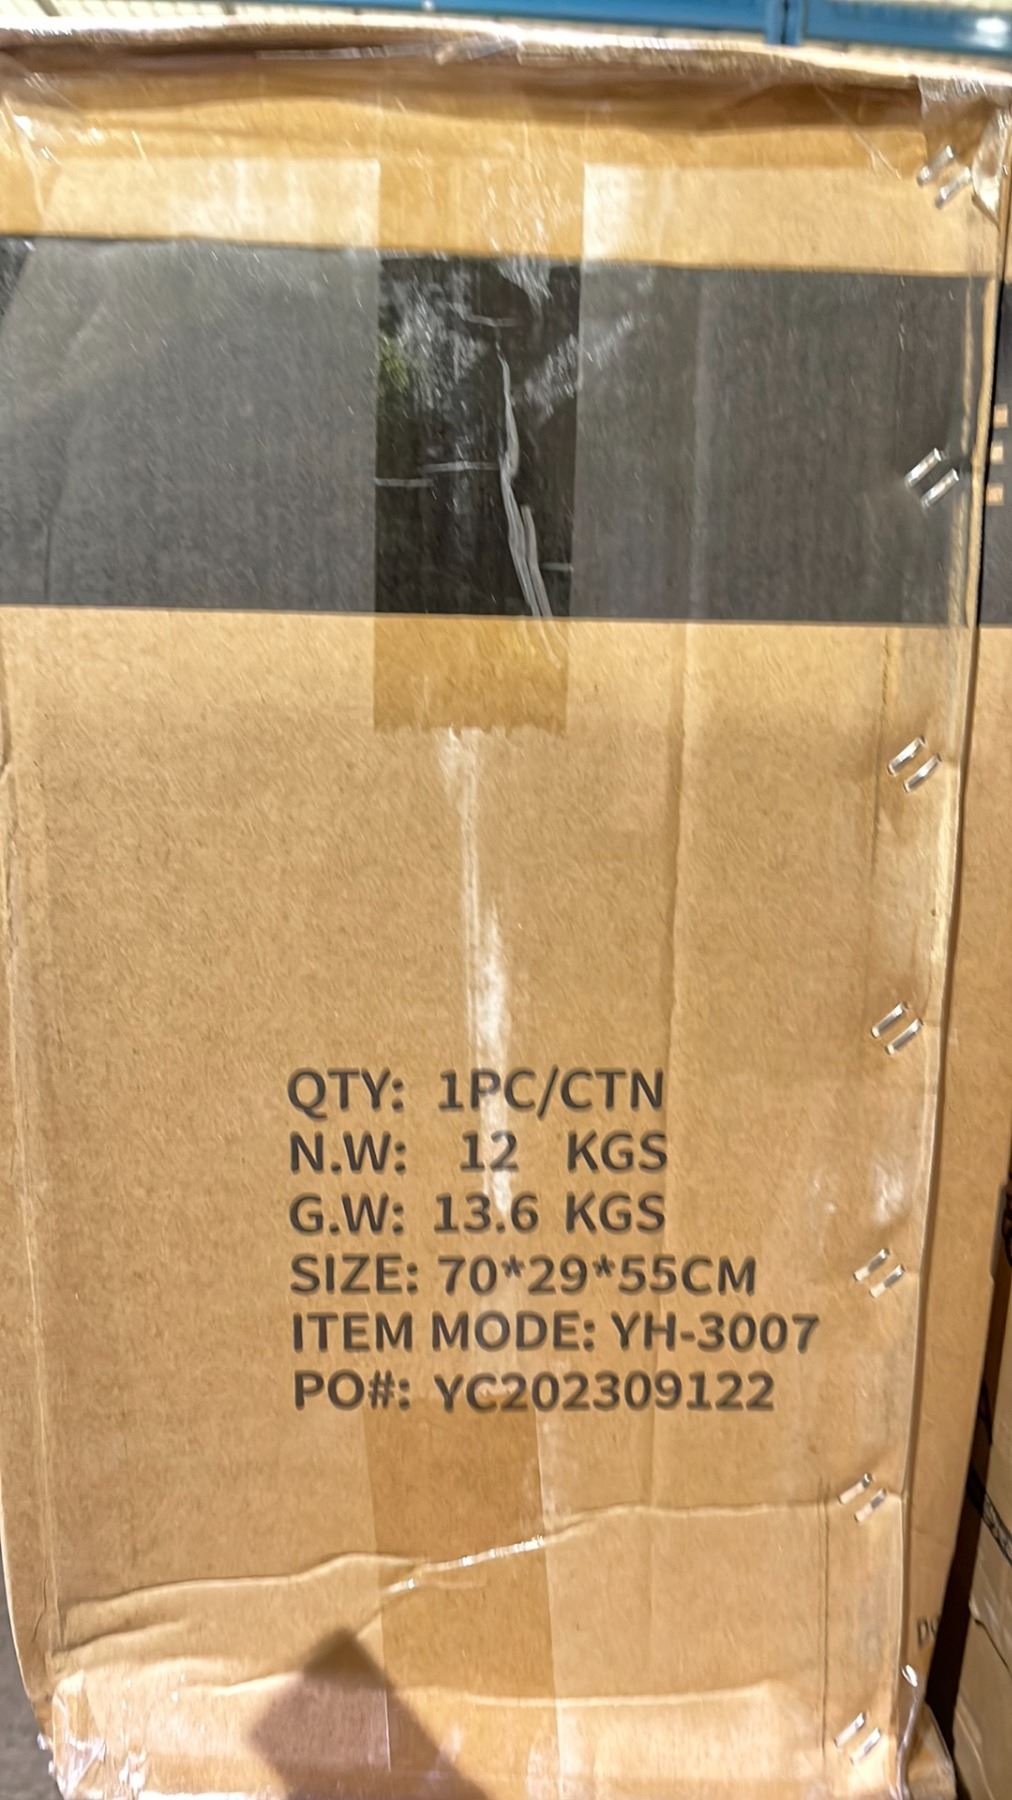 QTY: 1PC/CTN
N.W: 12 KGS
G.W: 13.6 KGS
SIZE: 70*29*55CM
ITEM MODE: YH-3007
PO#: YC202309122